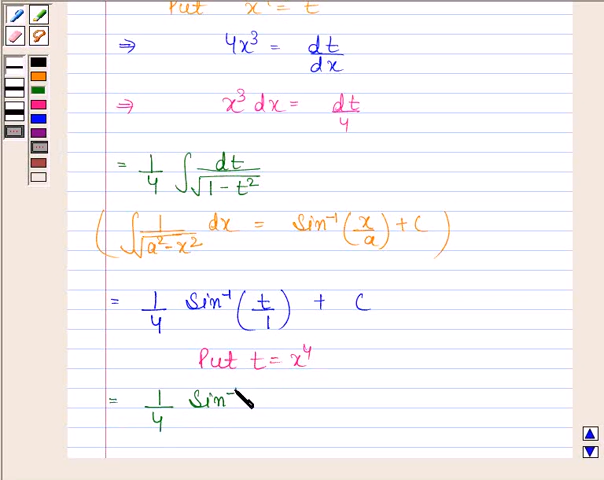 Put x⁴ = t
⇒ 4x³ = dt/dx
⇒ x³ dx = dt/4
= 1/4 ∫ dt/√(1 - t²)
( ∫ 1/√(a² - x²) dx = Sin⁻¹ (x/a) + C )
= 1/4 Sin⁻¹ (t/1) + C
Put t = x⁴
= 1/4 Sin⁻